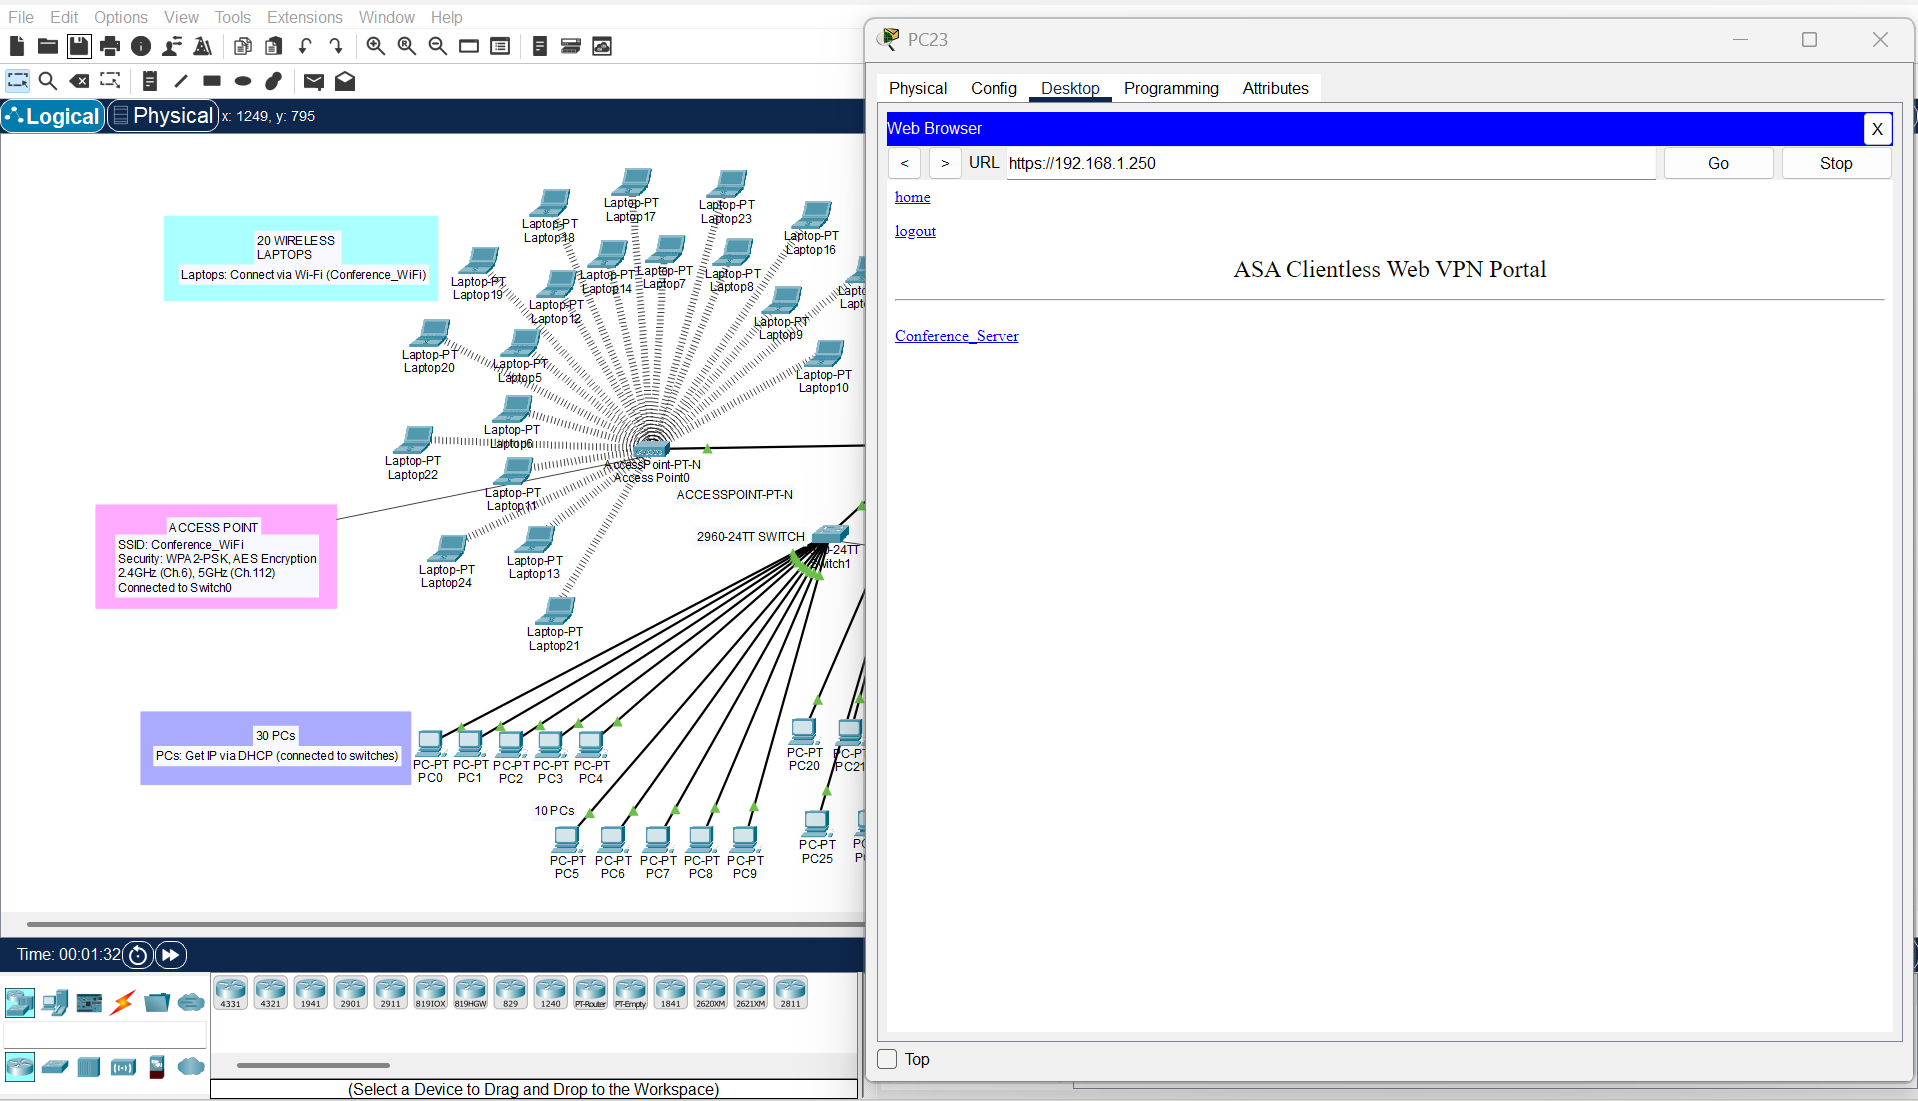 File Edit Options View Tools Extensions Window Help
Logical
Physical
x: 1249, y: 795
20 WIRELESS
LAPTOPS
Laptops: Connect via Wi-Fi (Conference_WiFi)
Laptop-PT
Laptop17
Laptop-PT
Laptop23
Laptop-PT
Laptop18
Laptop-PT
Laptop16
Laptop-PT
Laptop14
Laptop-PT
Laptop7
Laptop-PT
Laptop8
Laptop-PT
Laptop19
Laptop-PT
Laptop12
Laptop-PT
Laptop9
Laptop-PT
Laptop20
Laptop-PT
Laptop5
Laptop-PT
Laptop10
Laptop-PT
Laptop6
Laptop-PT
Laptop22
Laptop-PT
Laptop11
AccessPoint-PT-N
Access Point0
ACCESSPOINT-PT-N
ACCESS POINT
SSID: Conference_WiFi
Security: WPA2-PSK, AES Encryption
2.4GHz (Ch.6), 5GHz (Ch.112)
Connected to Switch0
2960-24TT SWITCH
Switch1
Laptop-PT
Laptop24
Laptop-PT
Laptop13
Laptop-PT
Laptop21
30 PCs
PCs: Get IP via DHCP (connected to switches)
PC-PT
PC0
PC-PT
PC1
PC-PT
PC2
PC-PT
PC3
PC-PT
PC4
PC-PT
PC20
PC-PT
PC21
10 PCs
PC-PT
PC5
PC-PT
PC6
PC-PT
PC7
PC-PT
PC8
PC-PT
PC9
PC-PT
PC25
Time: 00:01:32
4331 4321 1941 2901 2911 819IOX 819HGW 829 1240 PT-Router PT-Empty 1841 2620XM 2621XM 2811
(Select a Device to Drag and Drop to the Workspace)
PC23
Physical Config Desktop Programming Attributes
Web Browser
X
< > URL https://192.168.1.250 Go Stop
home
logout
ASA Clientless Web VPN Portal
Conference_Server
Top